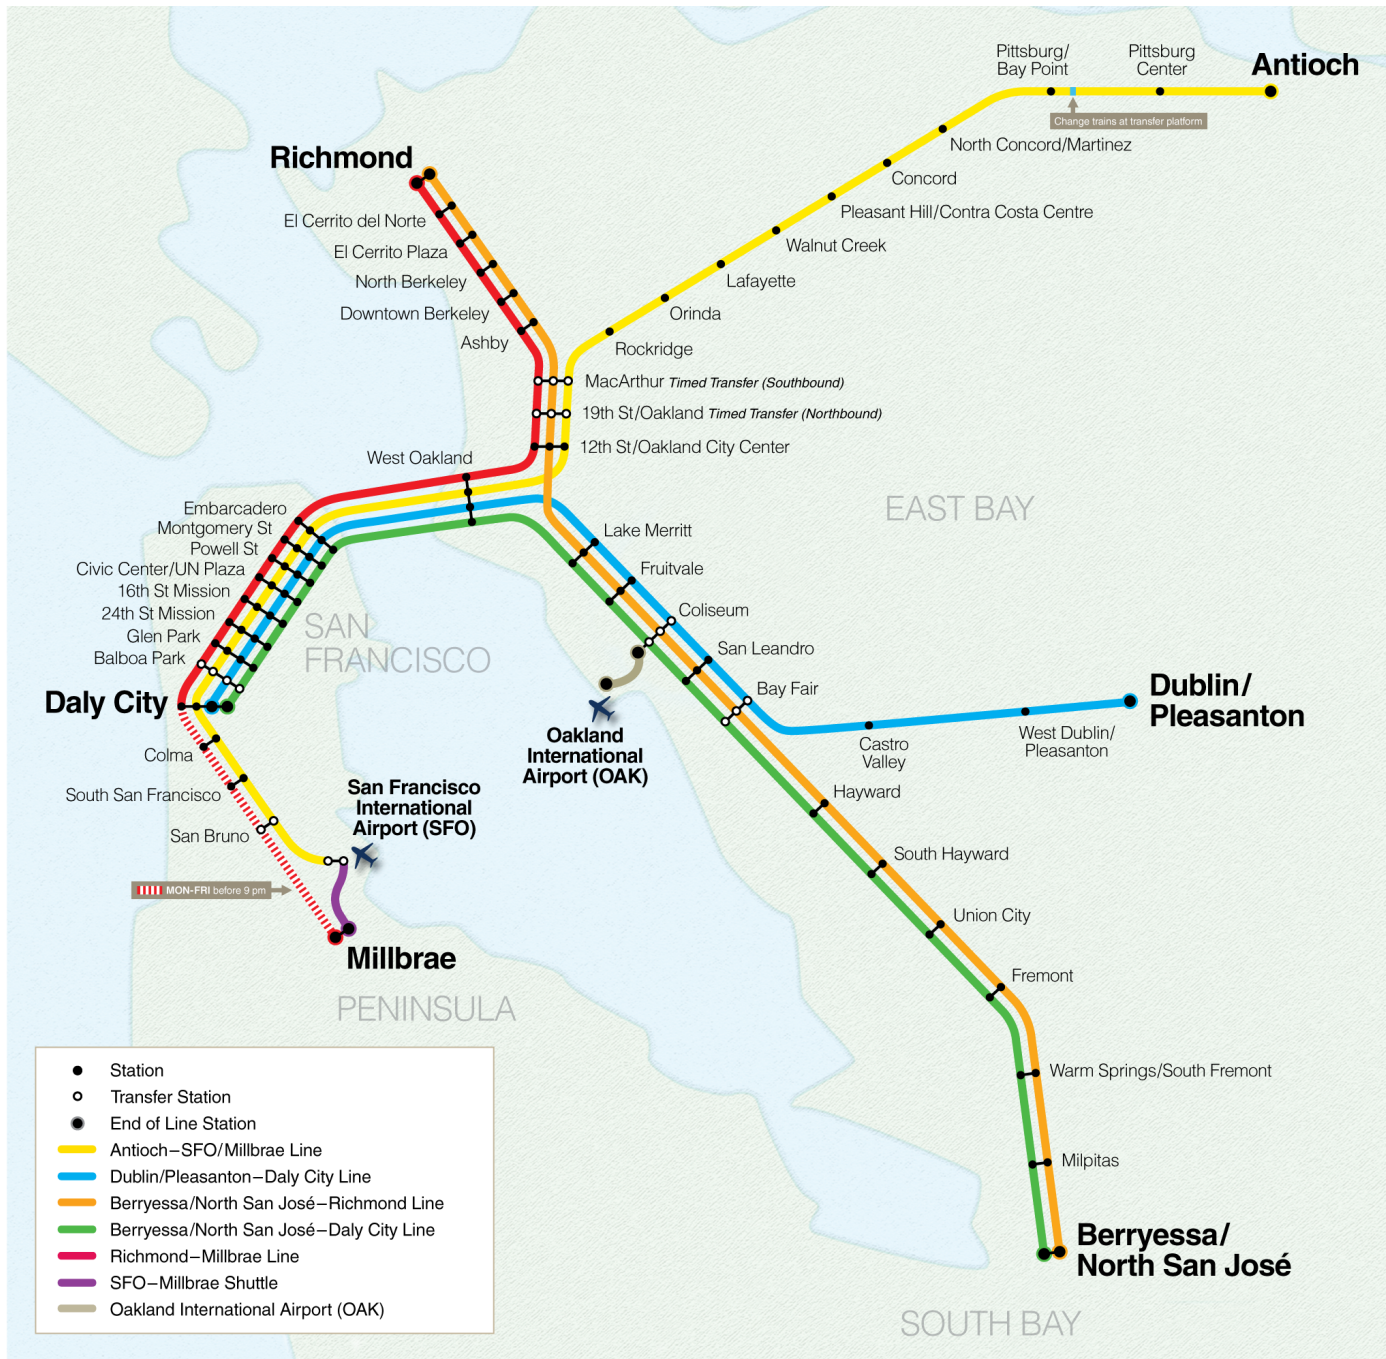 Pittsburg/
Bay Point
Pittsburg
Center
Antioch
Change trains at transfer platform
North Concord/Martinez
Richmond
Concord
Pleasant Hill/Contra Costa Centre
El Cerrito del Norte
Walnut Creek
El Cerrito Plaza
Lafayette
North Berkeley
Orinda
Downtown Berkeley
Ashby
Rockridge
MacArthur Timed Transfer (Southbound)
19th St/Oakland Timed Transfer (Northbound)
12th St/Oakland City Center
West Oakland
EAST BAY
Embarcadero
Montgomery St
Powell St
Civic Center/UN Plaza
16th St Mission
24th St Mission
Glen Park
Balboa Park
Daly City
SAN
FRANCISCO
Lake Merritt
Fruitvale
Coliseum
San Leandro
Bay Fair
Dublin/
Pleasanton
Castro
Valley
West Dublin/
Pleasanton
Oakland
International
Airport (OAK)
Colma
South San Francisco
San Bruno
San Francisco
International
Airport (SFO)
MON-FRI before 9 pm
Millbrae
PENINSULA
Hayward
South Hayward
Union City
Fremont
Warm Springs/South Fremont
Milpitas
Berryessa/
North San José
SOUTH BAY
Station
Transfer Station
End of Line Station
Antioch–SFO/Millbrae Line
Dublin/Pleasanton–Daly City Line
Berryessa/North San José–Richmond Line
Berryessa/North San José–Daly City Line
Richmond–Millbrae Line
SFO–Millbrae Shuttle
Oakland International Airport (OAK)